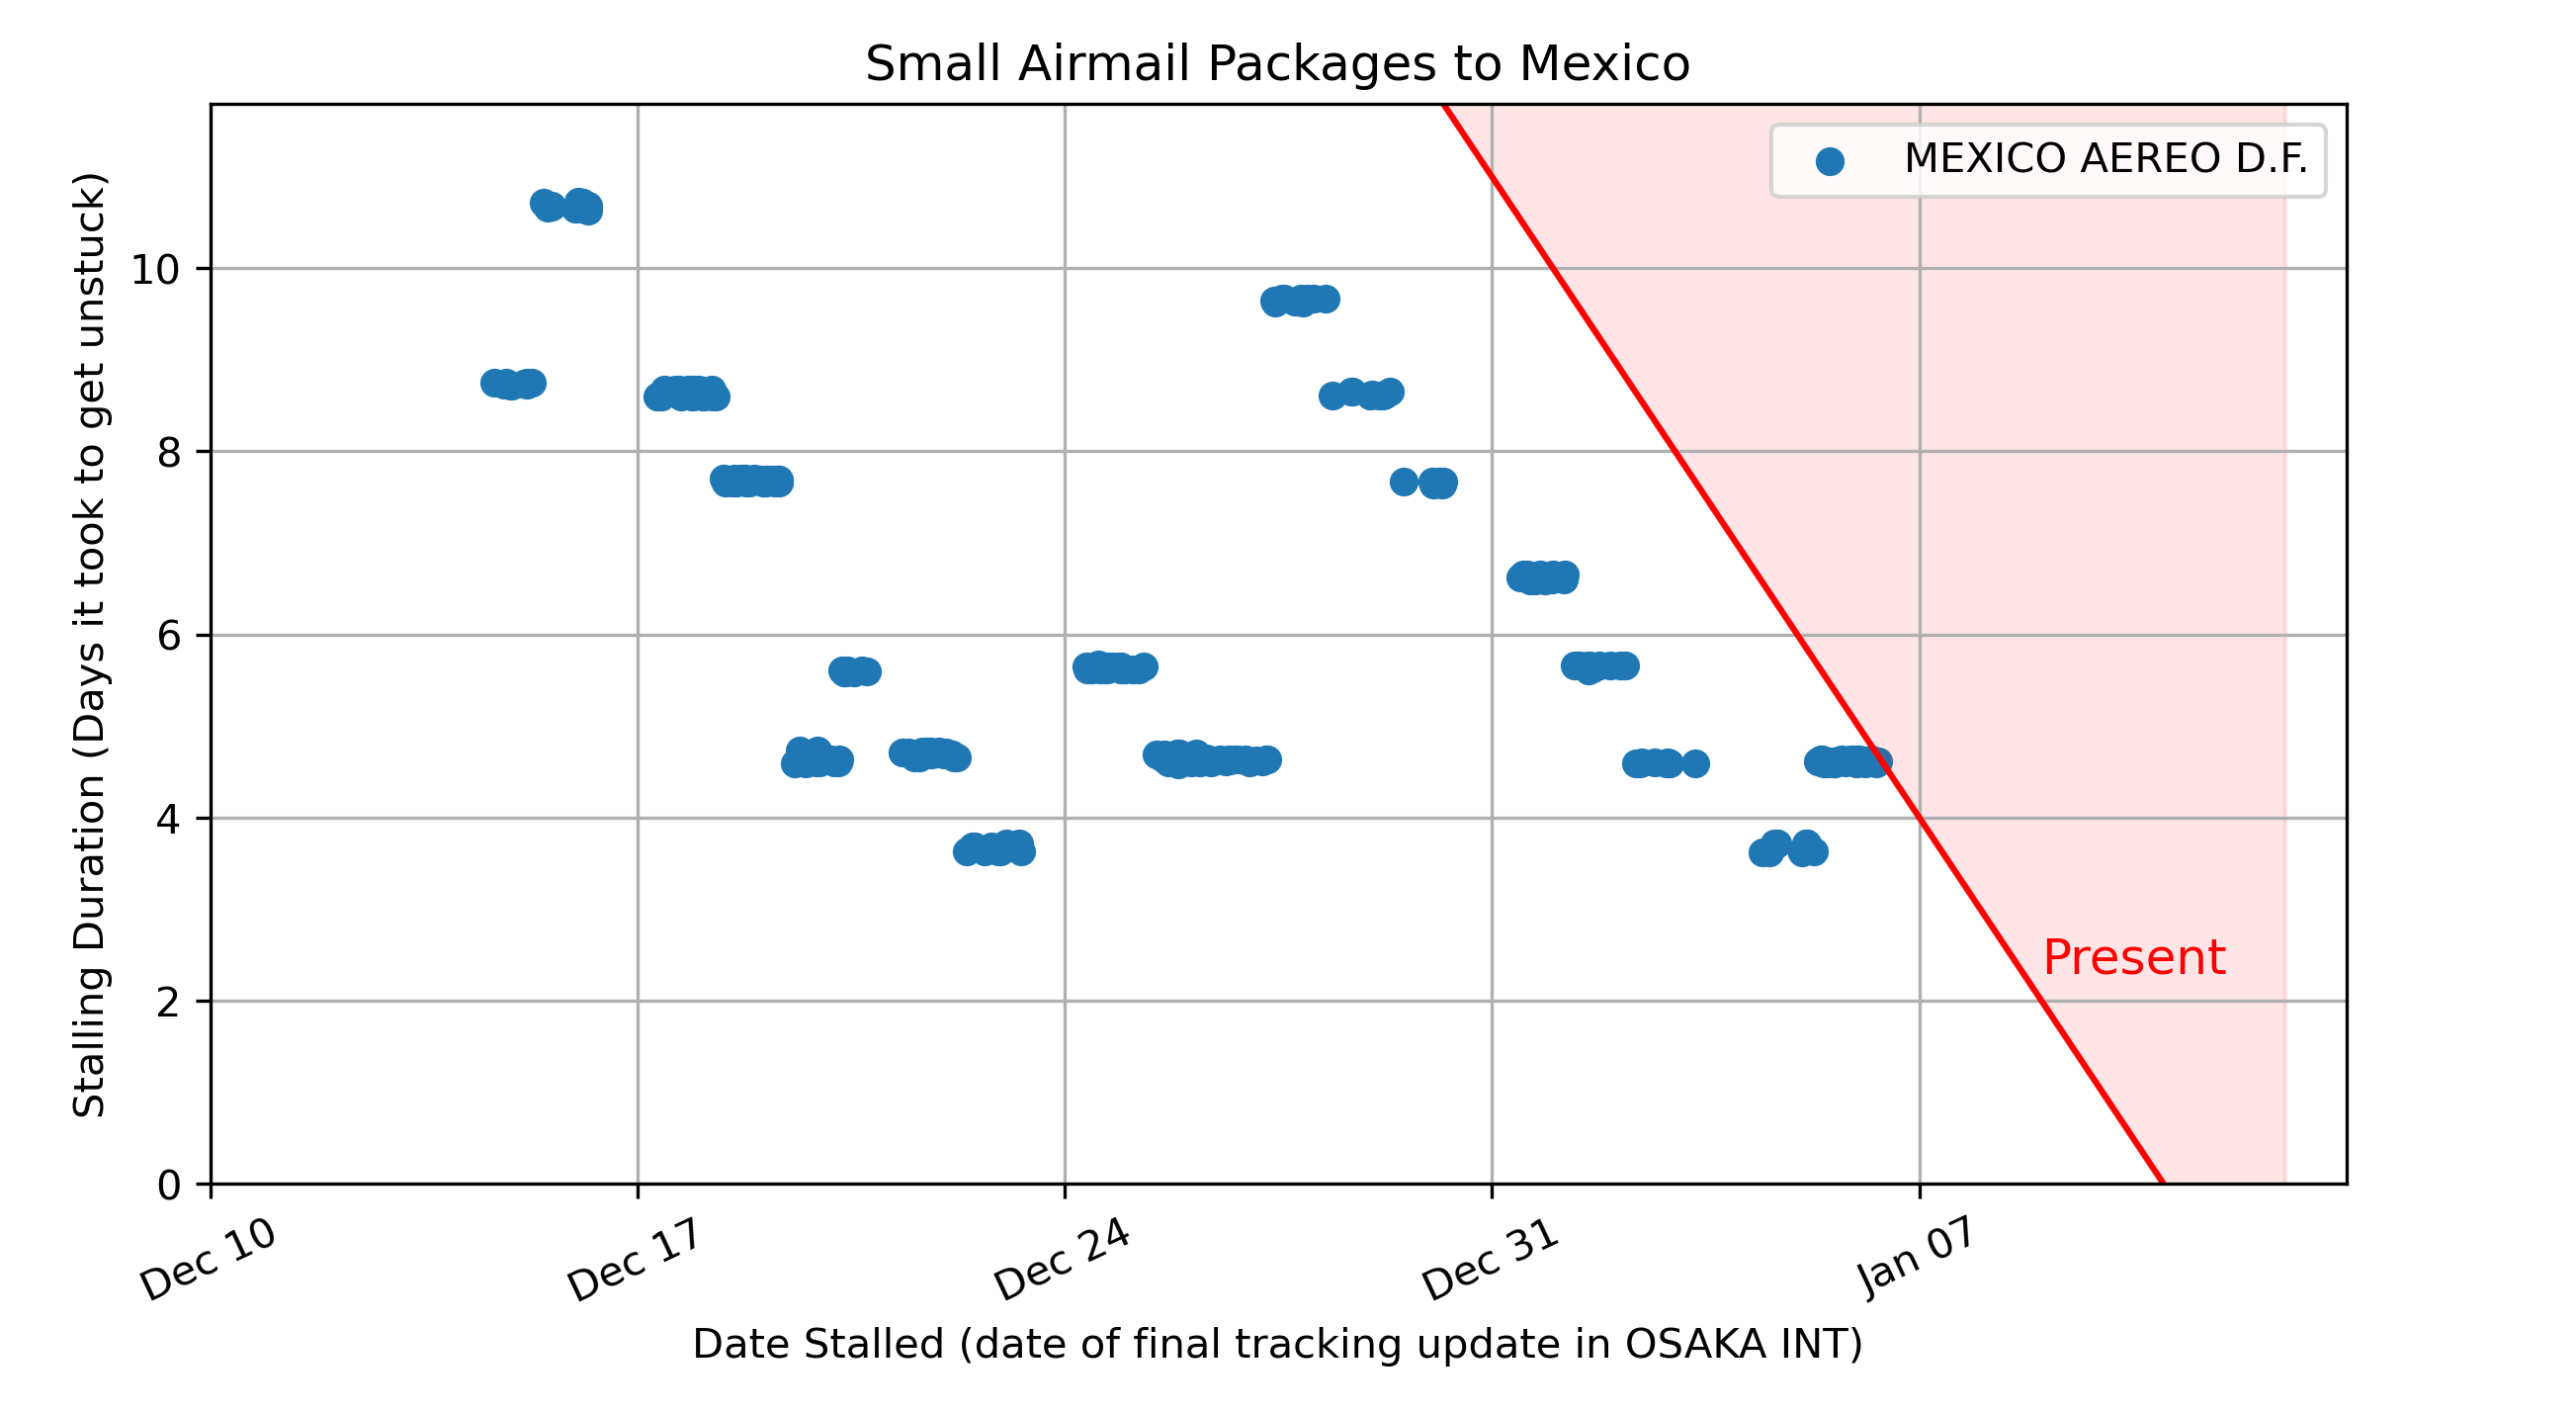 Small Airmail Packages to Mexico
MEXICO AEREO D.F.
Stalling Duration (Days it took to get unstuck)
10
8
6
4
2
0
Present
Dec 10
Dec 17
Dec 24
Dec 31
Jan 07
Date Stalled (date of final tracking update in OSAKA INT)